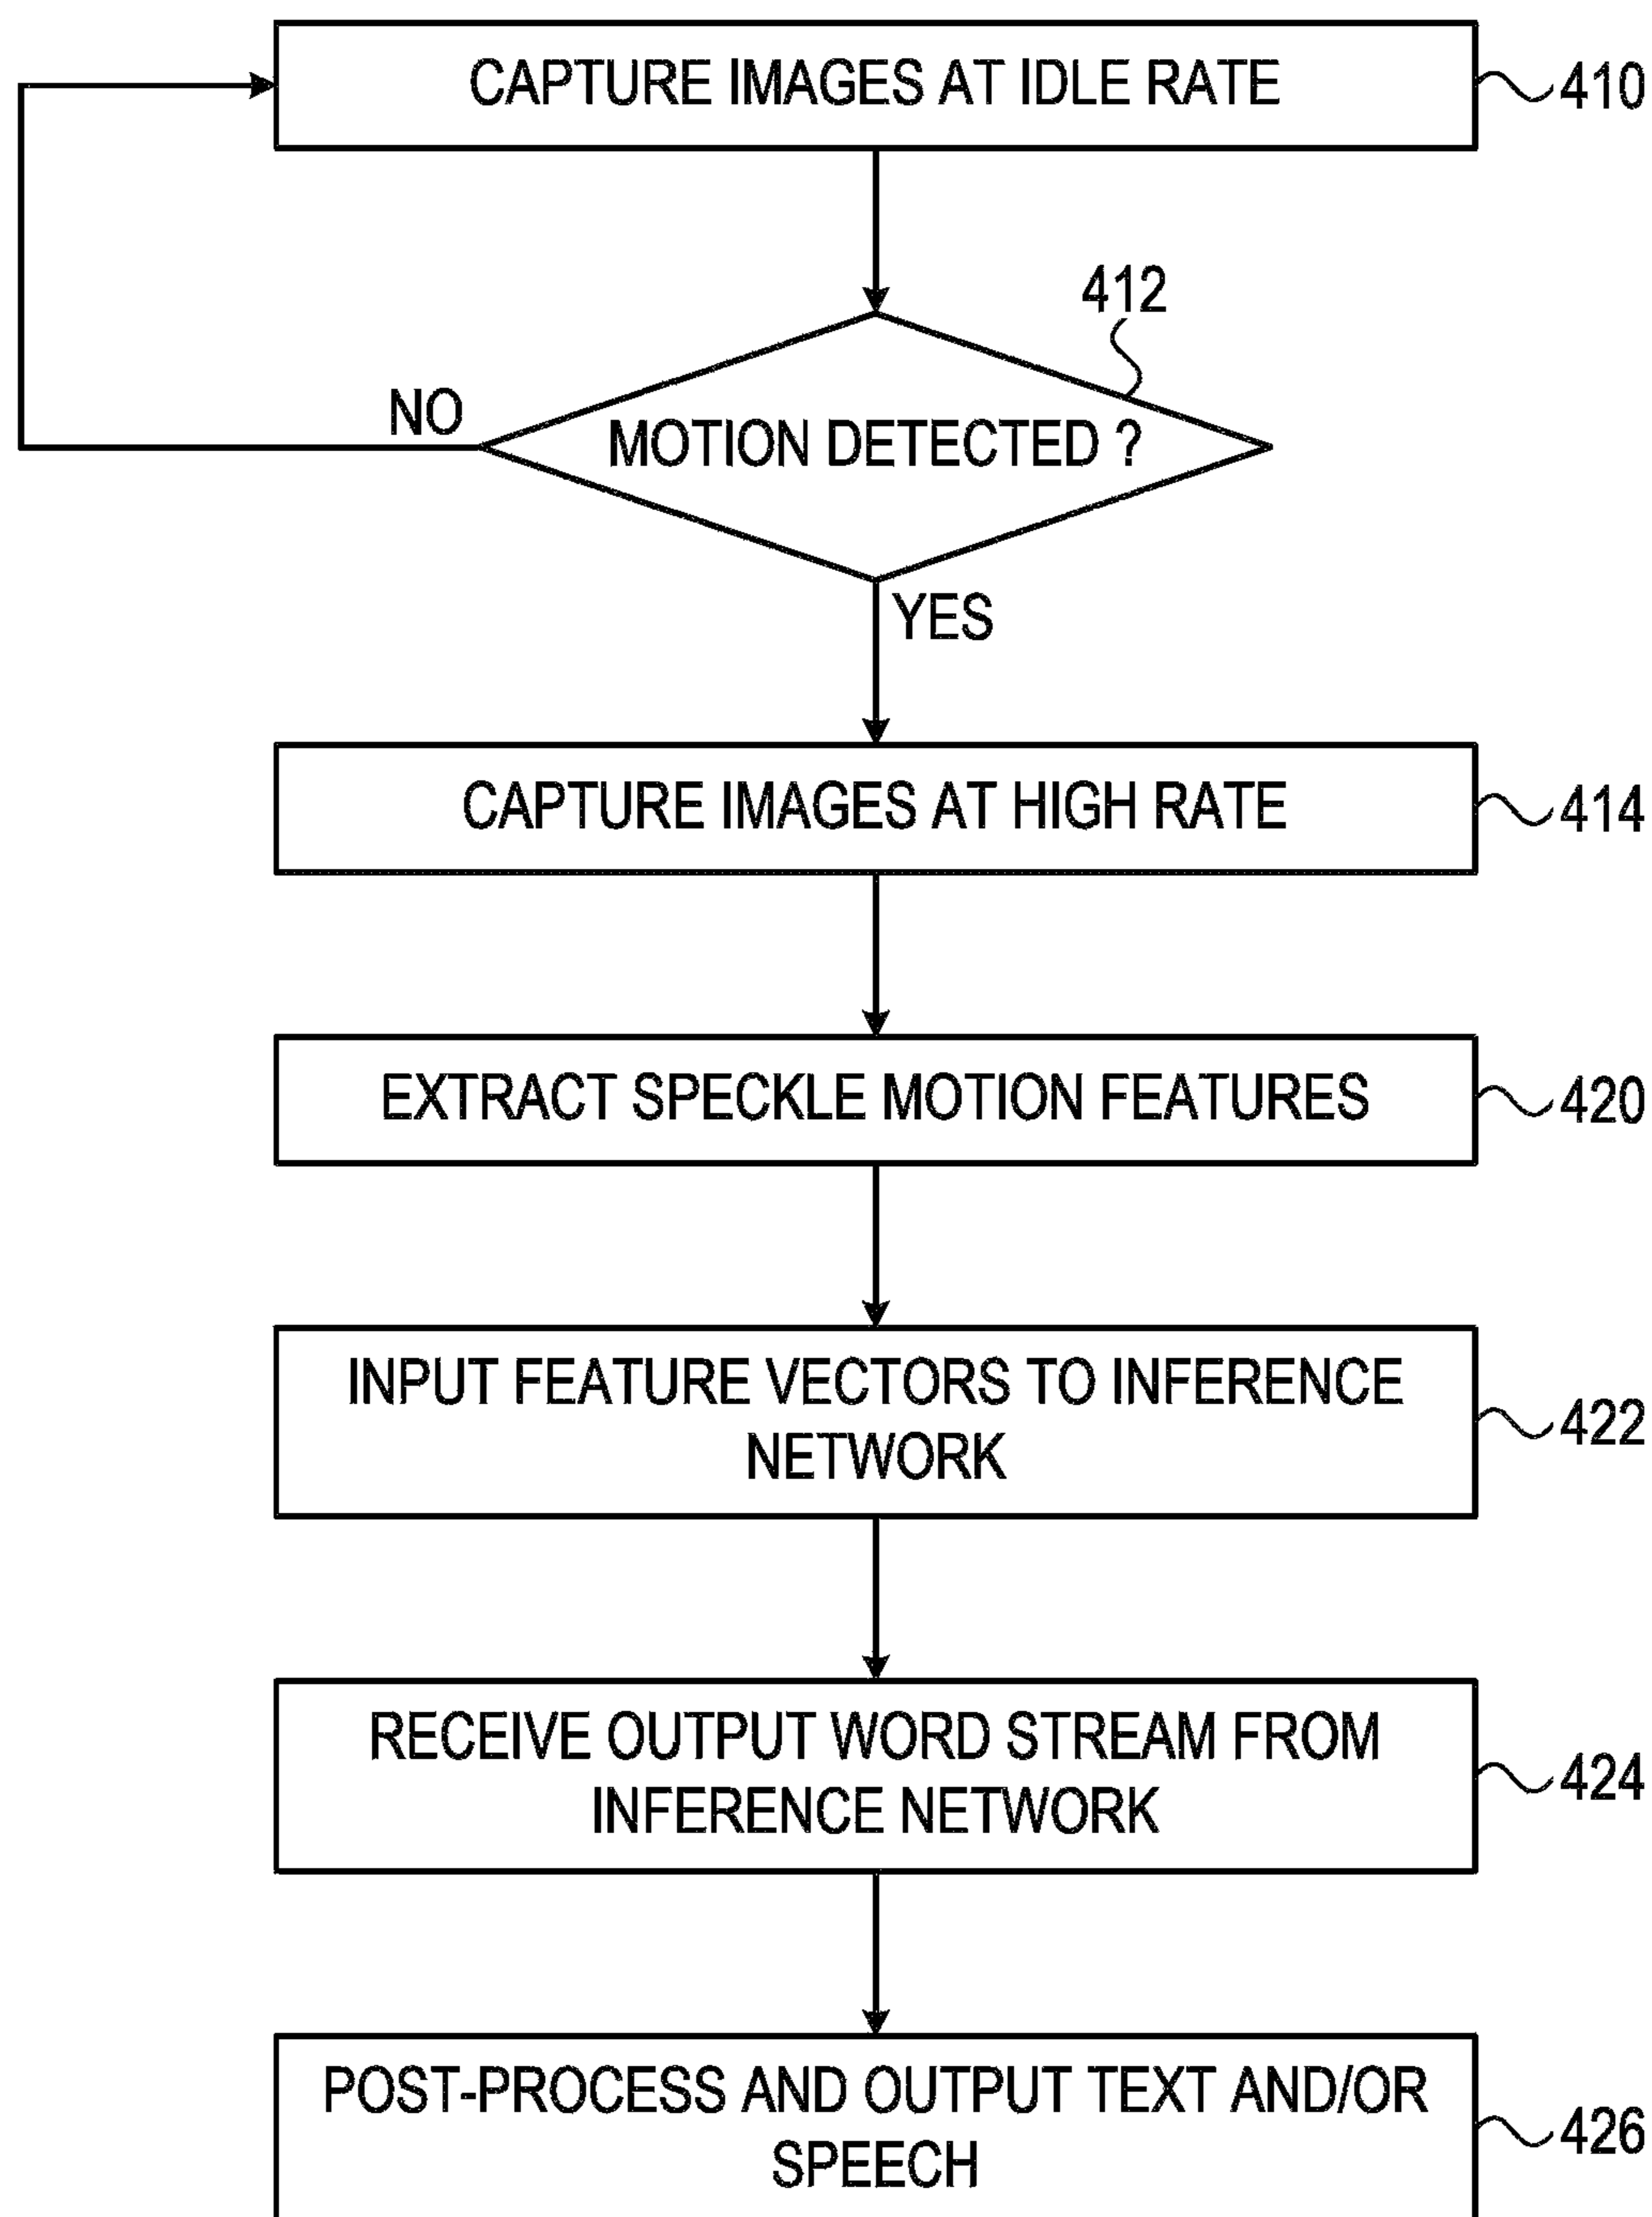 CAPTURE IMAGES AT IDLE RATE
410
412
NO
MOTION DETECTED ?
YES
CAPTURE IMAGES AT HIGH RATE
414
EXTRACT SPECKLE MOTION FEATURES
420
INPUT FEATURE VECTORS TO INFERENCE
NETWORK
422
RECEIVE OUTPUT WORD STREAM FROM
INFERENCE NETWORK
424
POST-PROCESS AND OUTPUT TEXT AND/OR
SPEECH
426